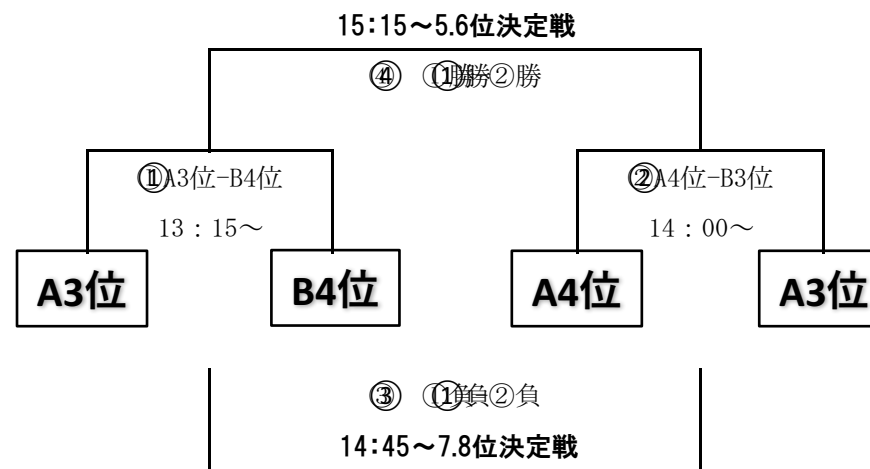 15:15～5.6位決定戦
④ ①勝②勝
①A3位-B4位
②A4位-B3位
13：15～
14：00～
A3位
B4位
A4位
A3位
③ ①負②負
14:45～7.8位決定戦